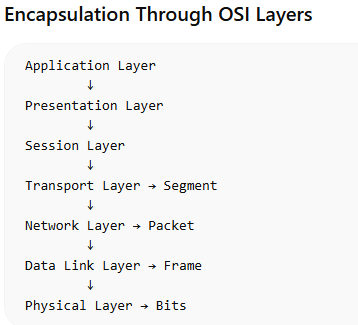 Encapsulation Through OSI Layers
Application Layer
↓
Presentation Layer
↓
Session Layer
↓
Transport Layer → Segment
↓
Network Layer → Packet
↓
Data Link Layer → Frame
↓
Physical Layer → Bits